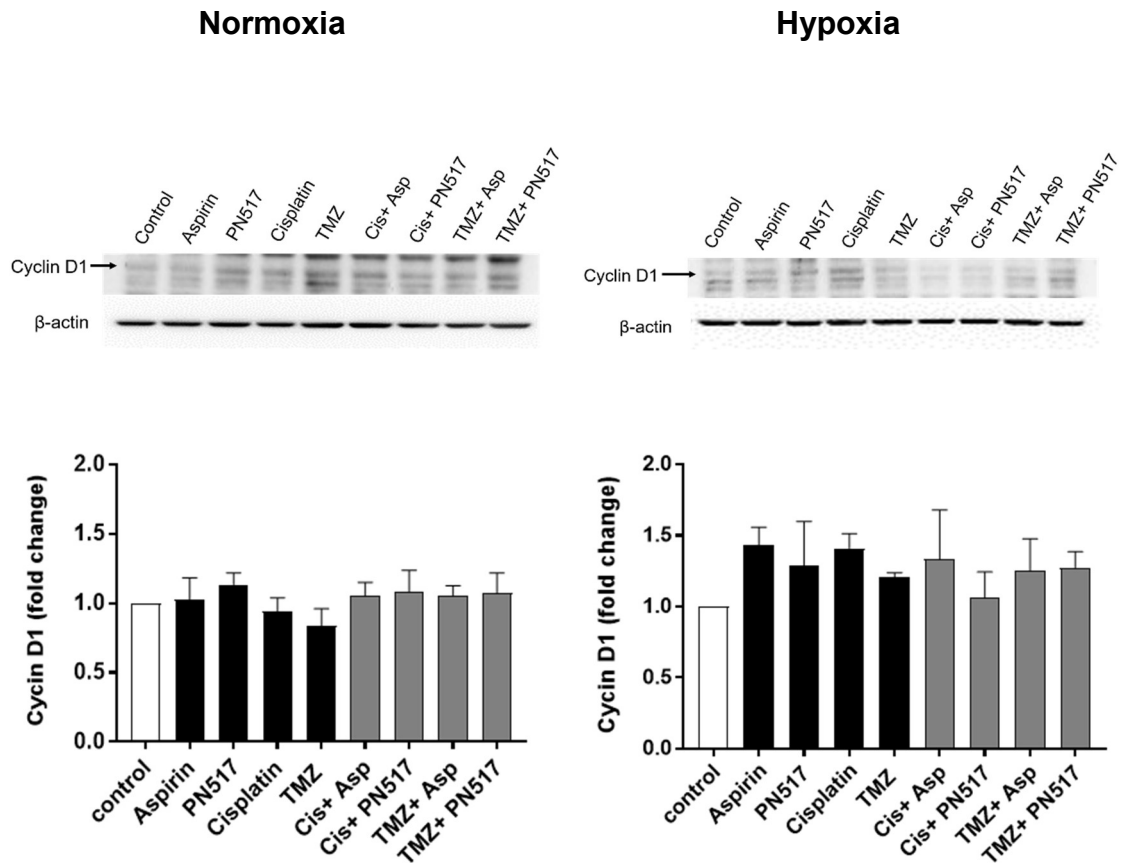 Normoxia
Hypoxia
Control
Aspirin
PN517
Cisplatin
TMZ
Cis+ Asp
Cis+ PN517
TMZ+ Asp
TMZ+ PN517
Cyclin D1
β-actin
Control
Aspirin
PN517
Cisplatin
TMZ
Cis+ Asp
Cis+ PN517
TMZ+ Asp
TMZ+ PN517
Cyclin D1
β-actin
Cycin D1 (fold change)
2.0
1.5
1.0
0.5
0.0
control
Aspirin
PN517
Cisplatin
TMZ
Cis+ Asp
Cis+ PN517
TMZ+ Asp
TMZ+ PN517
Cycin D1 (fold change)
2.0
1.5
1.0
0.5
0.0
control
Aspirin
PN517
Cisplatin
TMZ
Cis+ Asp
Cis+ PN517
TMZ+ Asp
TMZ+ PN517